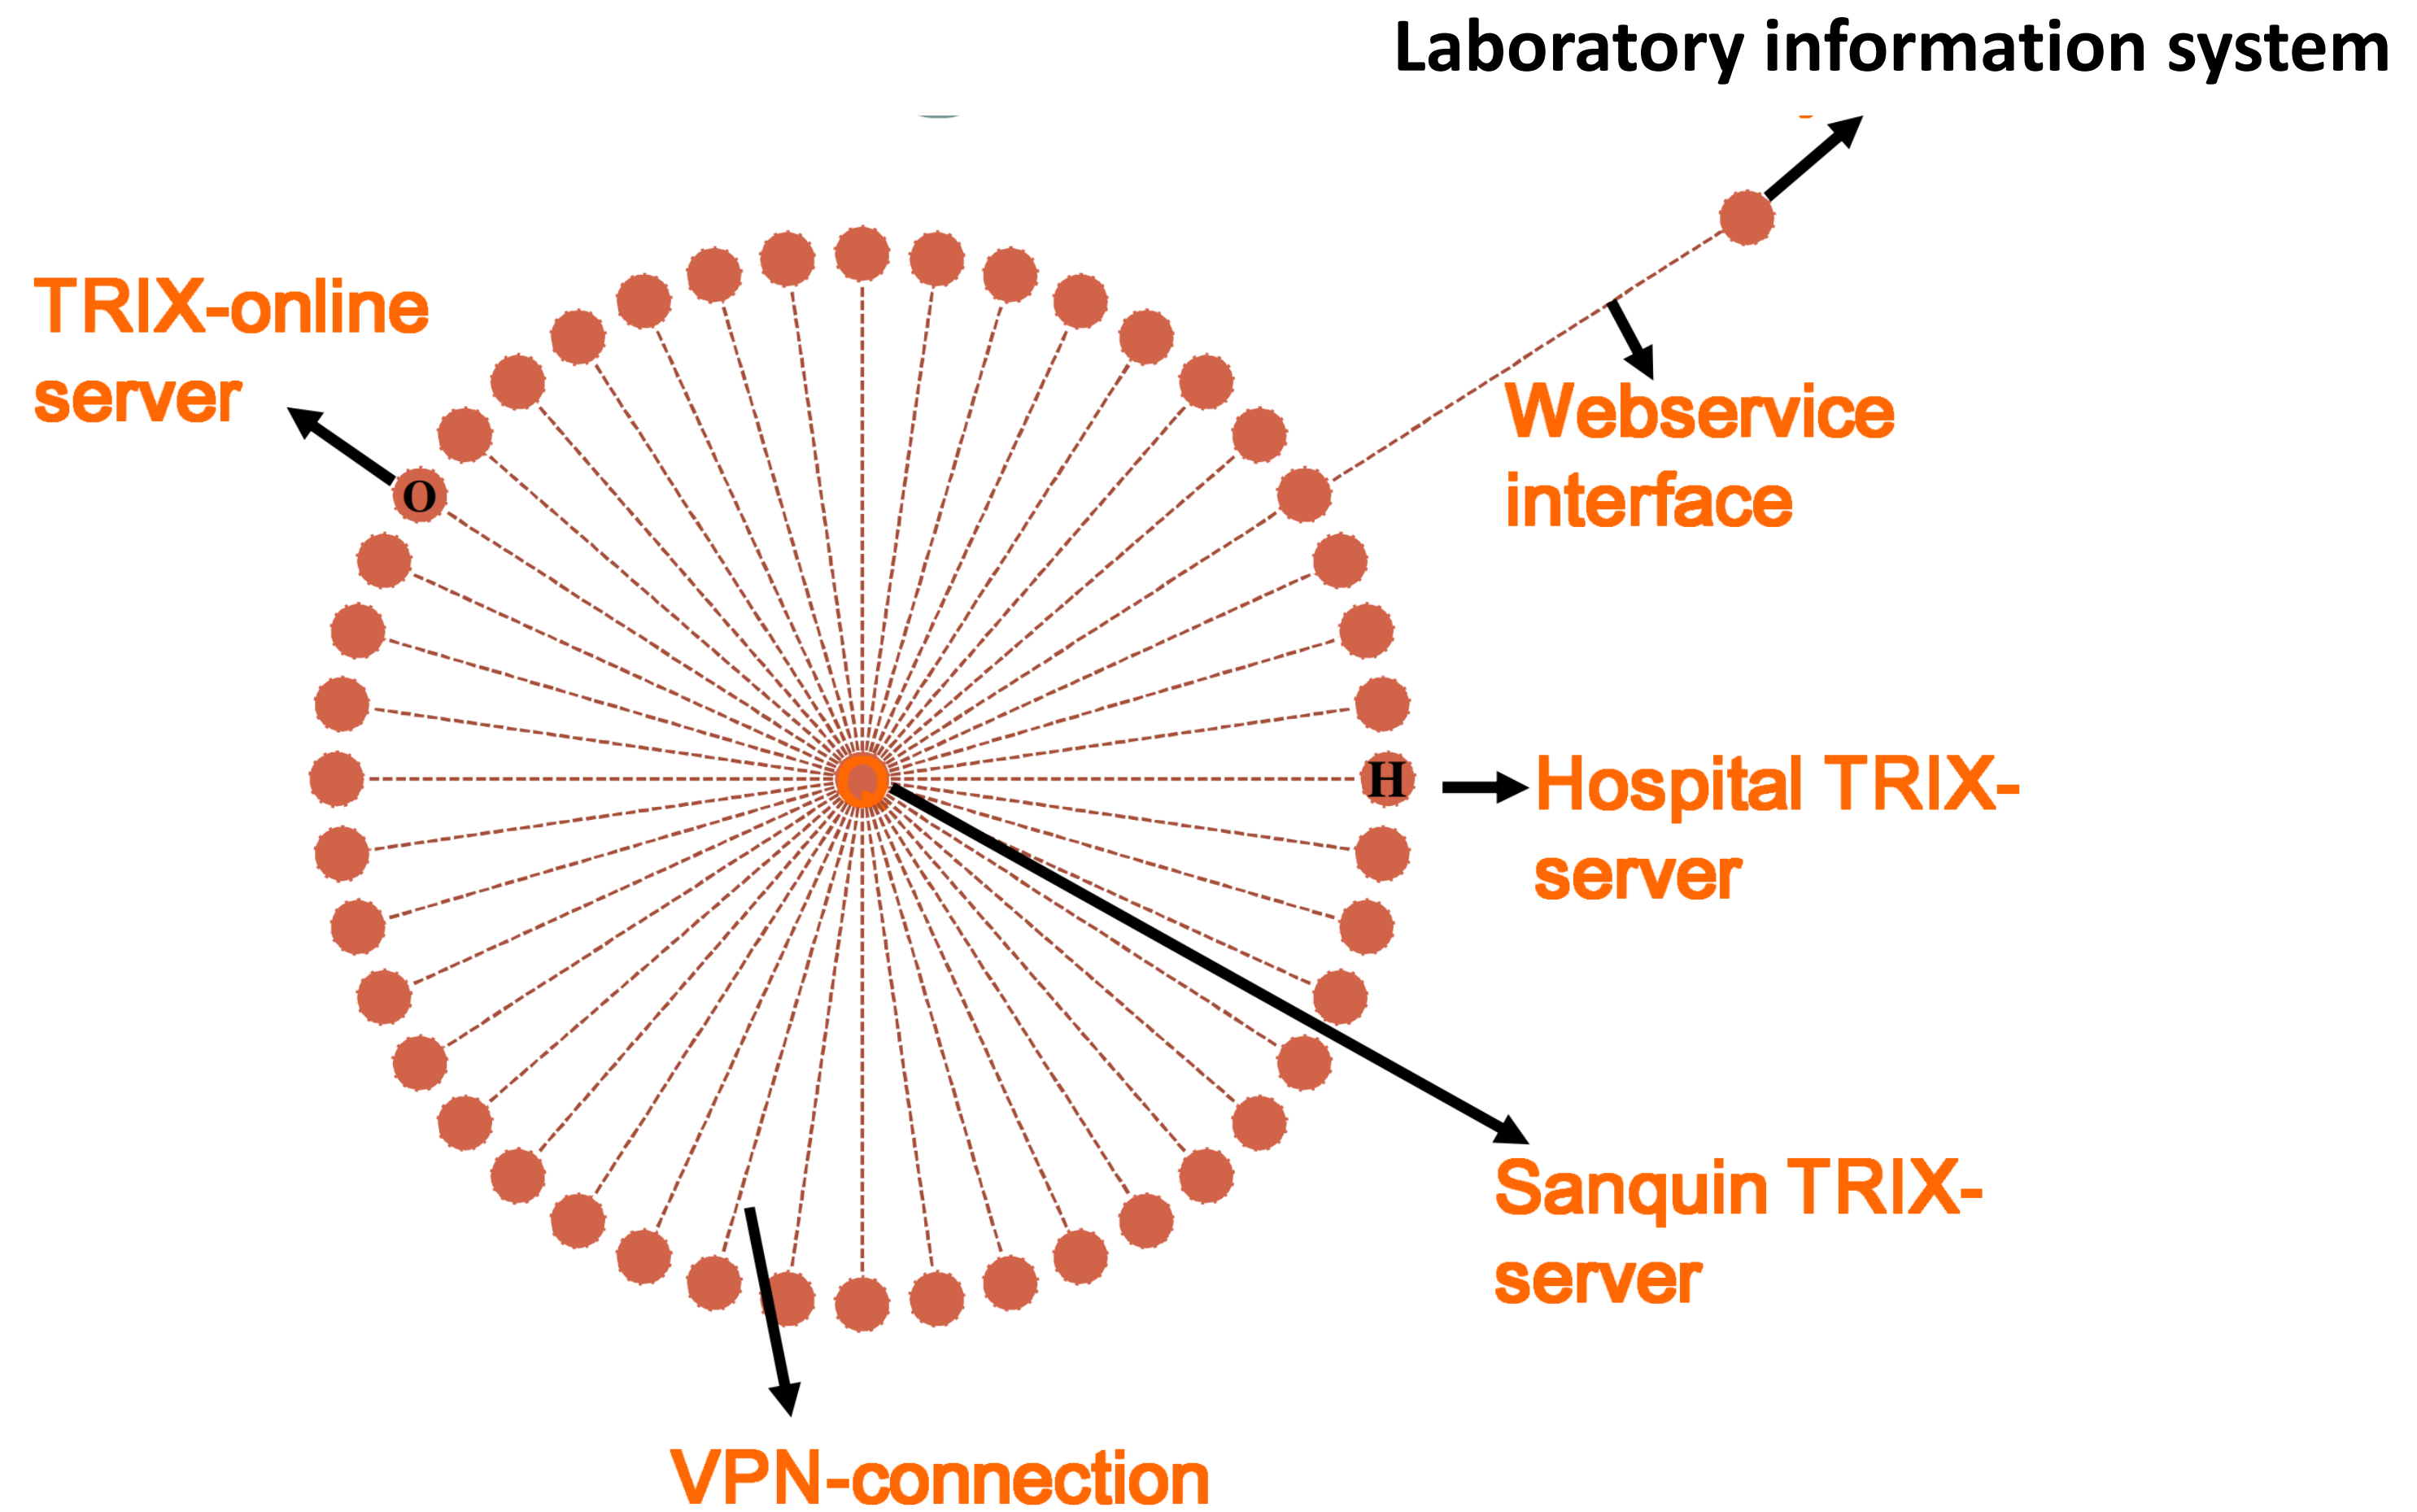 Laboratory information system
TRIX-online
server
O
Webservice
interface
H
Hospital TRIX-
server
Sanquin TRIX-
server
VPN-connection